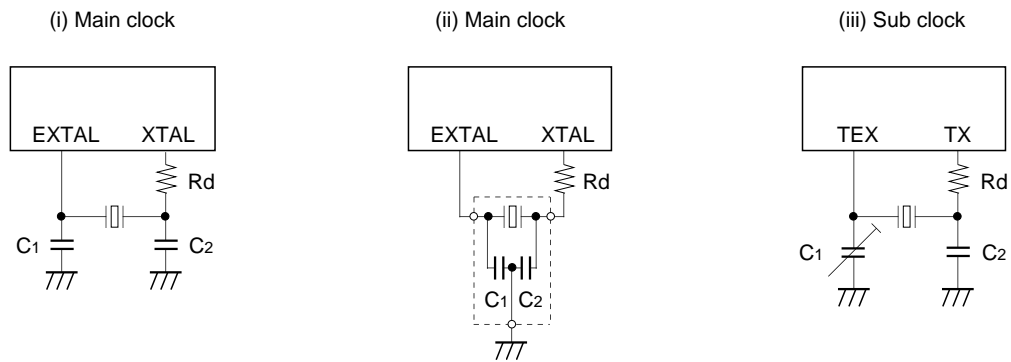 (i) Main clock
EXTAL XTAL
Rd
C1 C2
(ii) Main clock
EXTAL XTAL
Rd
C1 C2
(iii) Sub clock
TEX TX
Rd
C1 C2